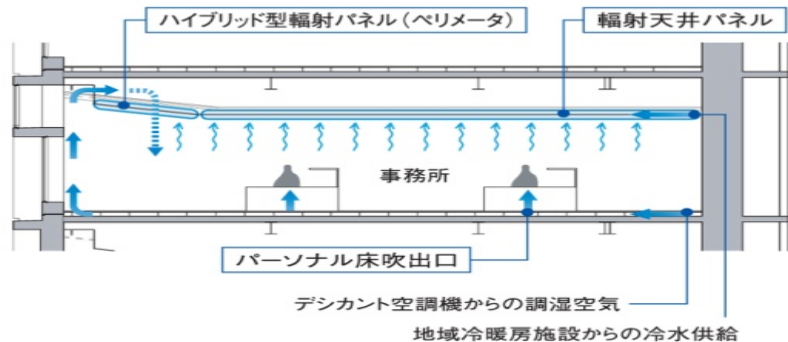 ハイブリッド型輻射パネル（ペリメータ）
輻射天井パネル
事務所
パーソナル床吹出口
デシカント空調機からの調湿空気
地域冷暖房施設からの冷水供給